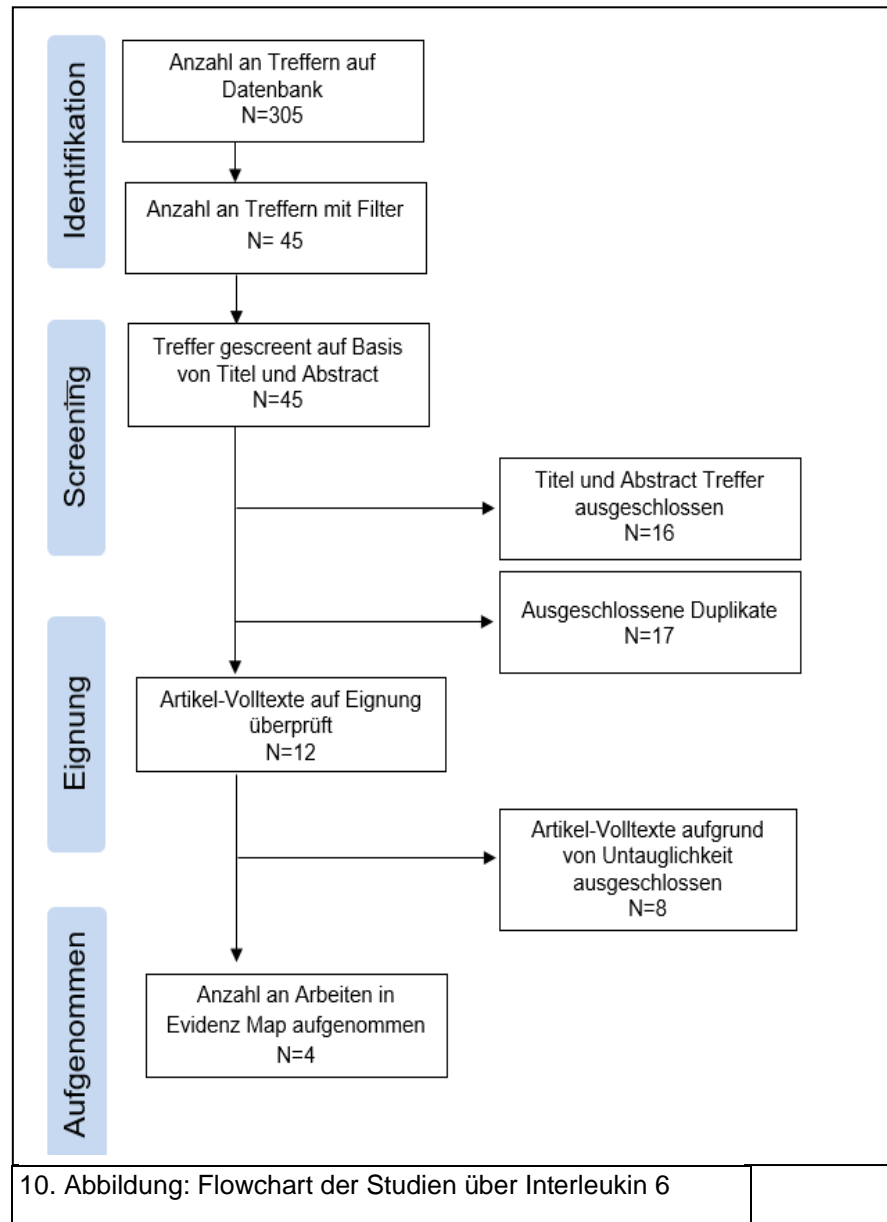 Identifikation
Anzahl an Treffern auf
Datenbank
N=305
Anzahl an Treffern mit Filter
N= 45
Screening
Treffer gescreent auf Basis
von Titel und Abstract
N=45
Titel und Abstract Treffer
ausgeschlossen
N=16
Ausgeschlossene Duplikate
N=17
Eignung
Artikel-Volltexte auf Eignung
überprüft
N=12
Artikel-Volltexte aufgrund
von Untauglichkeit
ausgeschlossen
N=8
Aufgenommen
Anzahl an Arbeiten in
Evidenz Map aufgenommen
N=4
10. Abbildung: Flowchart der Studien über Interleukin 6